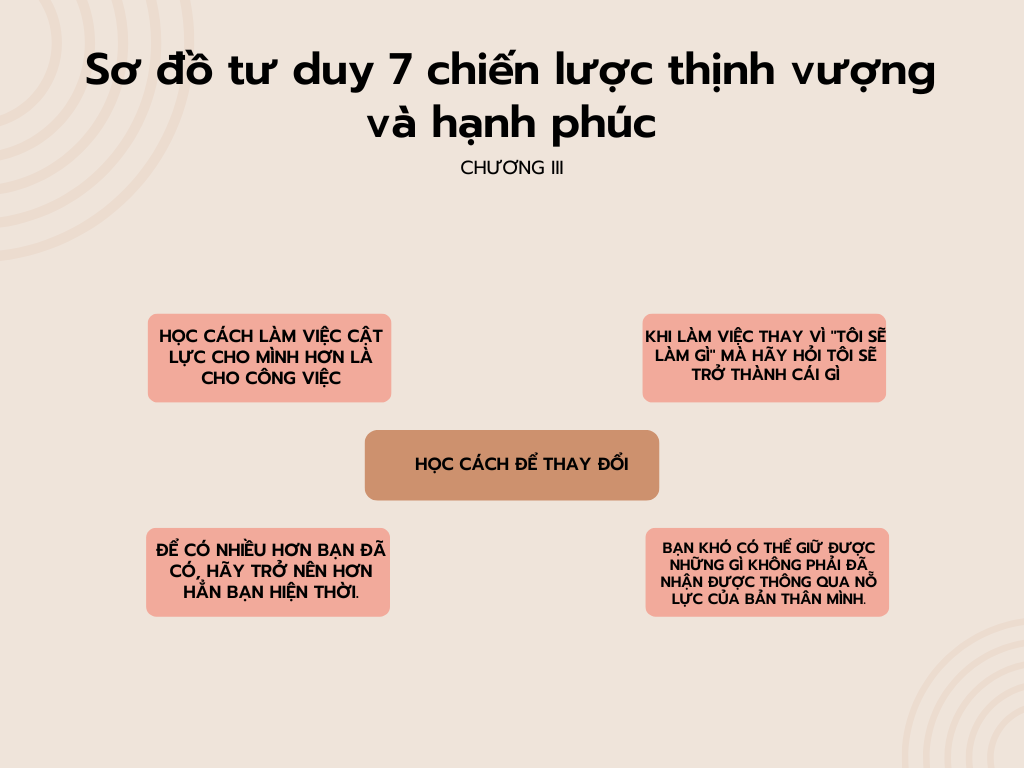 Sơ đồ tư duy 7 chiến lược thịnh vượng
và hạnh phúc
CHƯƠNG III
HỌC CÁCH LÀM VIỆC CẬT
LỰC CHO MÌNH HƠN LÀ
CHO CÔNG VIỆC
KHI LÀM VIỆC THAY VÌ "TÔI SẼ
LÀM GÌ" MÀ HÃY HỎI TÔI SẼ
TRỞ THÀNH CÁI GÌ
HỌC CÁCH ĐỂ THAY ĐỔI
ĐỂ CÓ NHIỀU HƠN BẠN ĐÃ
CÓ, HÃY TRỞ NÊN HƠN
HẲN BẠN HIỆN THỜI.
BẠN KHÓ CÓ THỂ GIỮ ĐƯỢC
NHỮNG GÌ KHÔNG PHẢI ĐÃ
NHẬN ĐƯỢC THÔNG QUA NỖ
LỰC CỦA BẢN THÂN MÌNH.